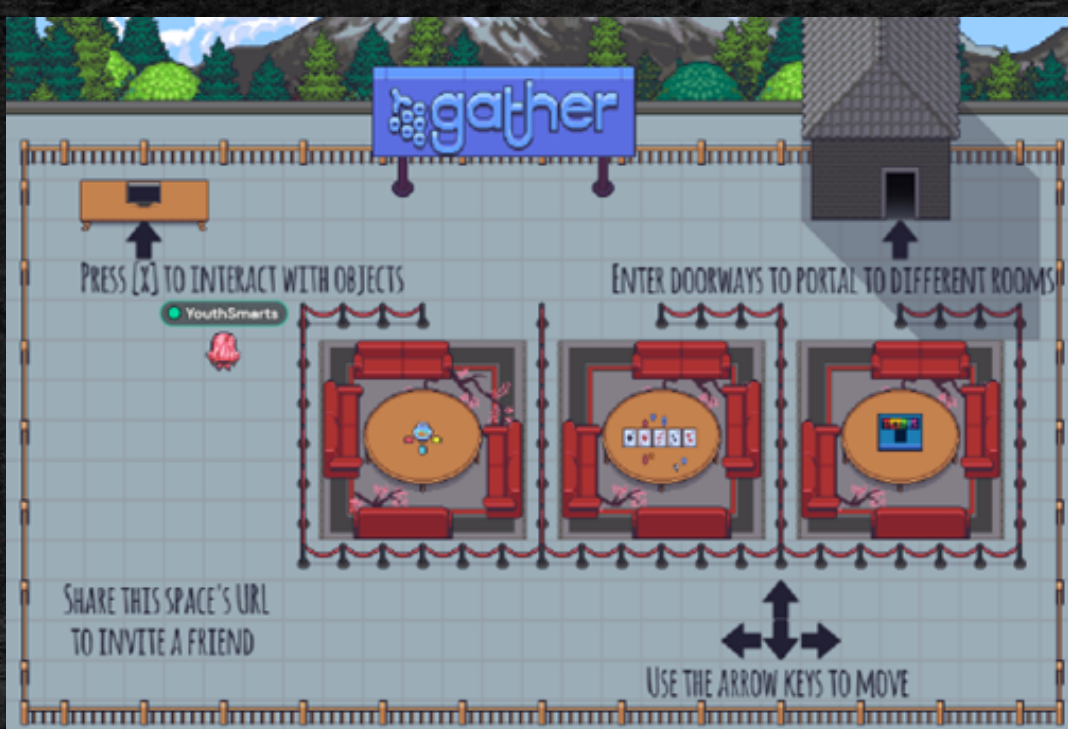 gather
PRESS [X] TO INTERACT WITH OBJECTS
ENTER DOORWAYS TO PORTAL TO DIFFERENT ROOMS
YouthSmarts
SHARE THIS SPACE'S URL
TO INVITE A FRIEND
USE THE ARROW KEYS TO MOVE